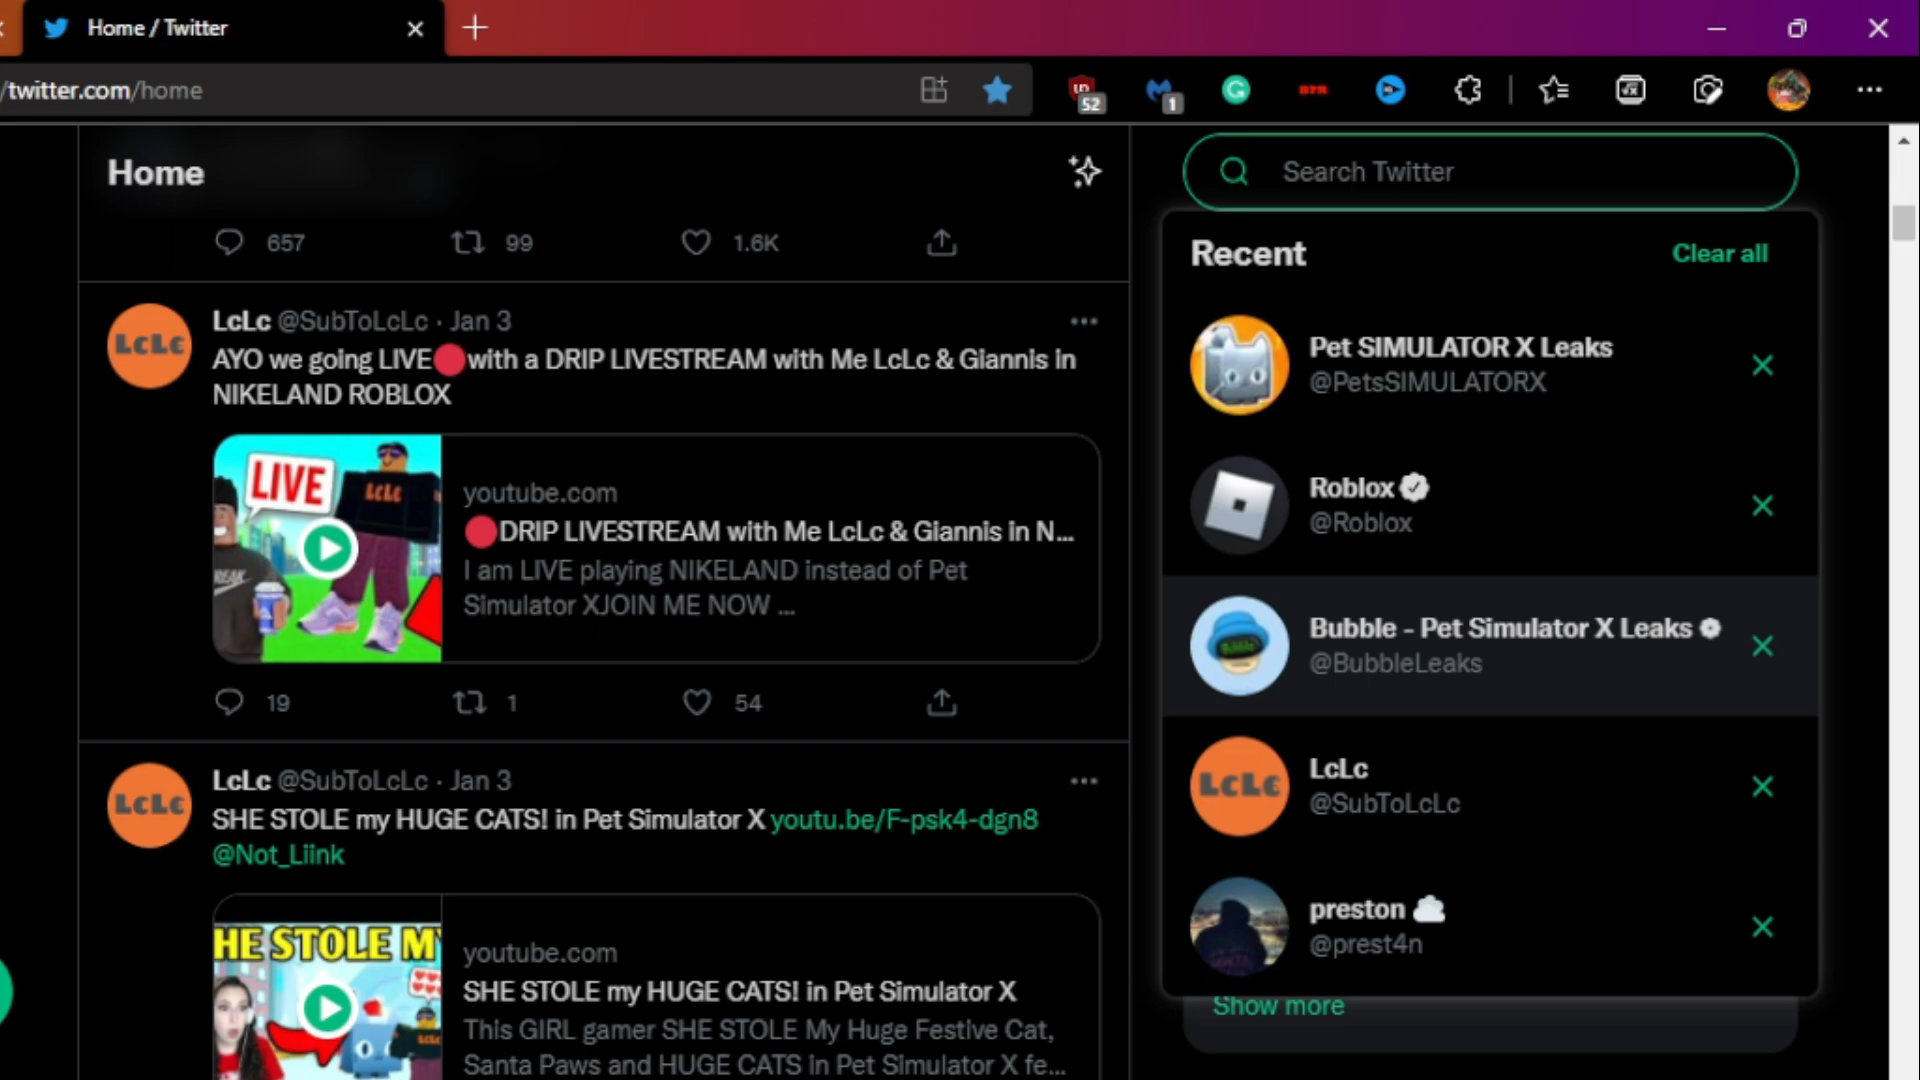 Home / Twitter
/twitter.com/home
52
1
Home
657
99
1.6K
LcLc @SubToLcLc · Jan 3
AYO we going LIVE🔴with a DRIP LIVESTREAM with Me LcLc & Giannis in
NIKELAND ROBLOX
LcLc
LIVE
LcLc
youtube.com
🔴DRIP LIVESTREAM with Me LcLc & Giannis in N...
I am LIVE playing NIKELAND instead of Pet
Simulator XJOIN ME NOW ...
19
1
54
LcLc @SubToLcLc · Jan 3
SHE STOLE my HUGE CATS! in Pet Simulator X youtu.be/F-psk4-dgn8
@Not_Liink
LcLc
HE STOLE MY
youtube.com
SHE STOLE my HUGE CATS! in Pet Simulator X
This GIRL gamer SHE STOLE My Huge Festive Cat,
Santa Paws and HUGE CATS in Pet Simulator X fe...
Search Twitter
Recent
Clear all
Pet SIMULATOR X Leaks
@PetsSIMULATORX
Roblox
@Roblox
Bubble - Pet Simulator X Leaks
@BubbleLeaks
LcLc
LcLc
@SubToLcLc
preston ☁
@prest4n
Show more